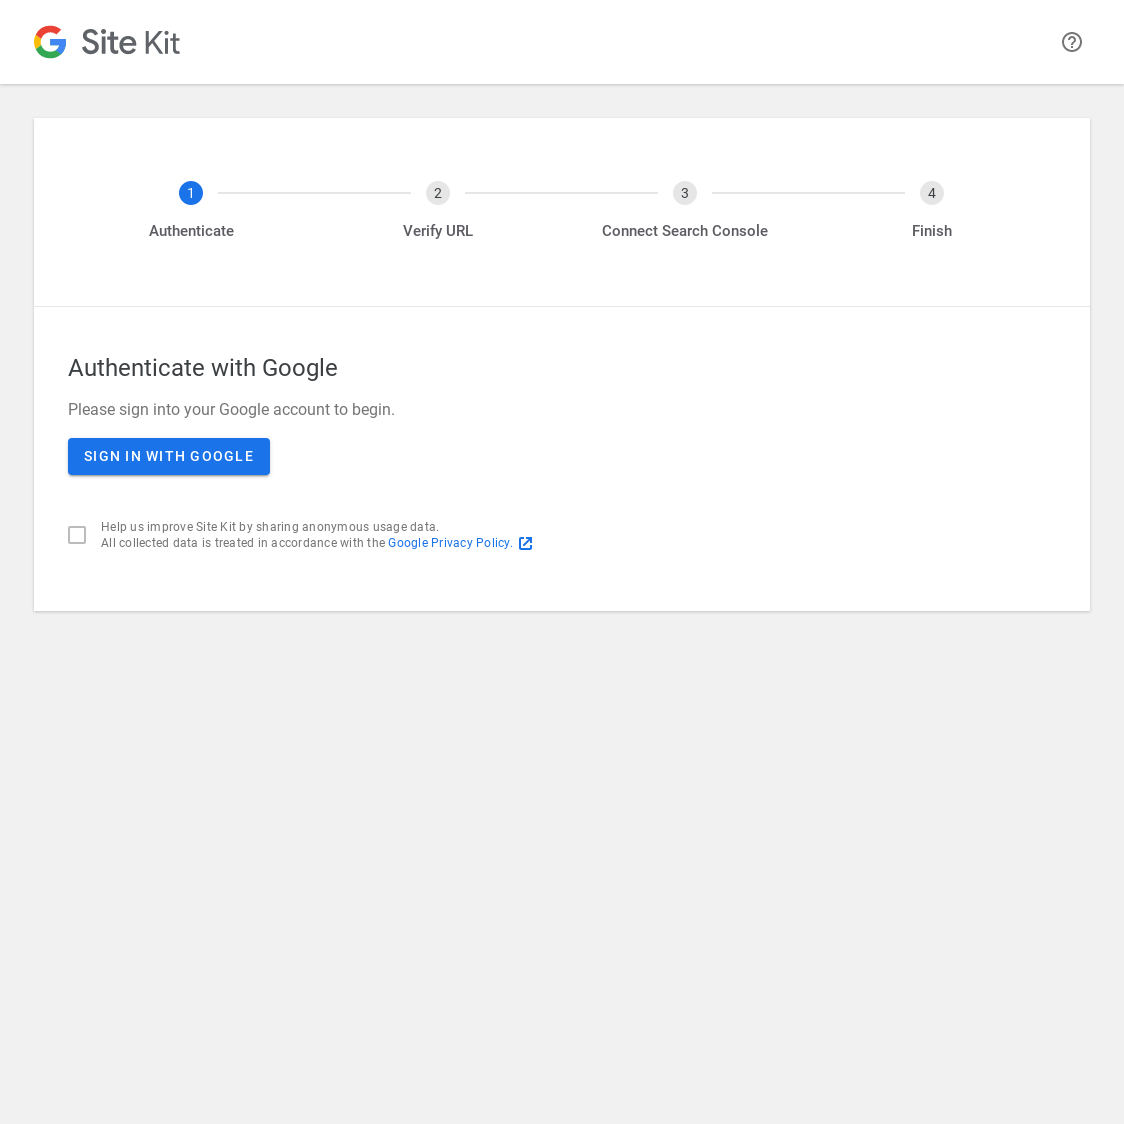 Site Kit
1
2
3
4
Authenticate
Verify URL
Connect Search Console
Finish
Authenticate with Google
Please sign into your Google account to begin.
SIGN IN WITH GOOGLE
Help us improve Site Kit by sharing anonymous usage data.
All collected data is treated in accordance with the Google Privacy Policy.